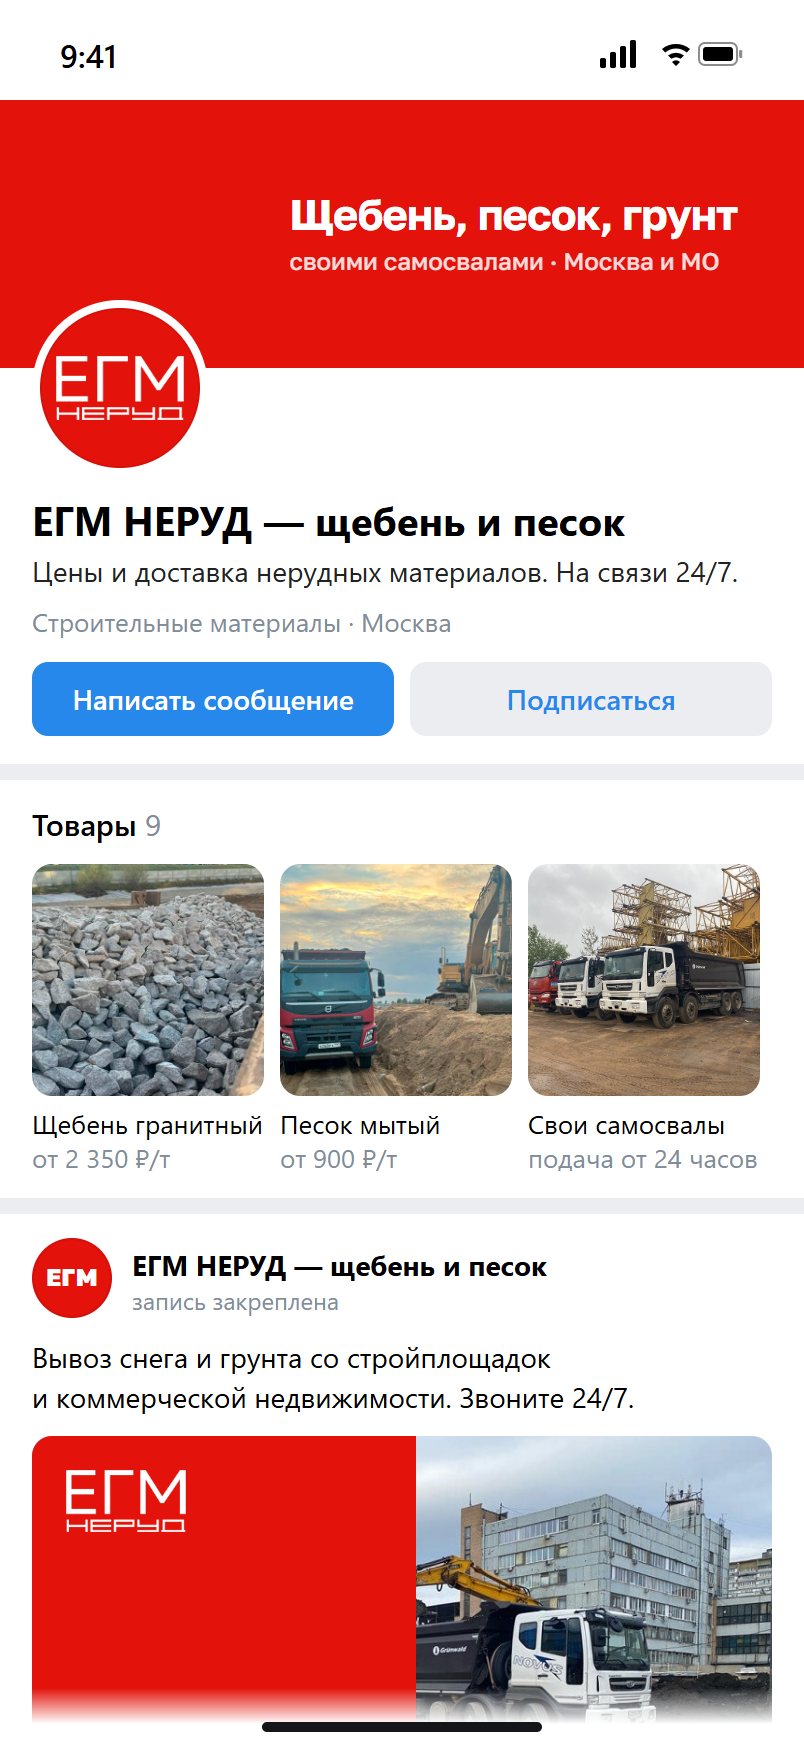 9:41
Щебень, песок, грунт
своими самосвалами · Москва и МО
ЕГМ
НЕРУД
ЕГМ НЕРУД — щебень и песок
Цены и доставка нерудных материалов. На связи 24/7.
Строительные материалы · Москва
Написать сообщение
Подписаться
Товары 9
Щебень гранитный
от 2 350 ₽/т
Песок мытый
от 900 ₽/т
Свои самосвалы
подача от 24 часов
ЕГМ
ЕГМ НЕРУД — щебень и песок
запись закреплена
Вывоз снега и грунта со стройплощадок
и коммерческой недвижимости. Звоните 24/7.
ЕГМ
НЕРУД
Grünwald
NOVUS